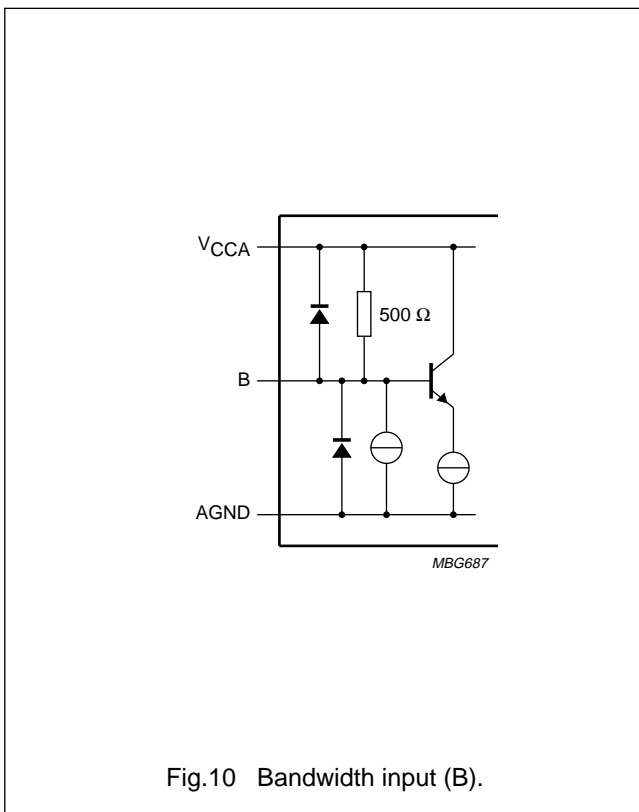 VCCA
500 Ω
B
AGND
MBG687
Fig.10 Bandwidth input (B).